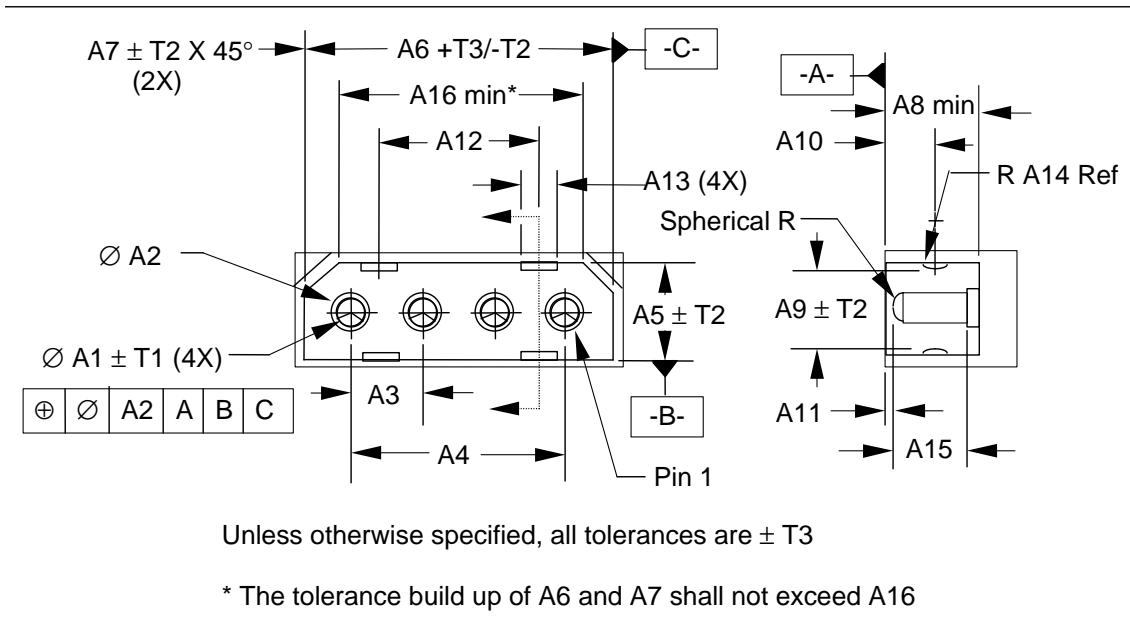 A7 ± T2 X 45°
(2X)
A6 +T3/-T2
-C-
A16 min*
A12
A13 (4X)
-A-
A8 min
A10
R A14 Ref
Spherical R
∅ A2
A5 ± T2
A9 ± T2
∅ A1 ± T1 (4X)
⊕ ∅ A2 A B C
A3
-B-
A11
A4
A15
Pin 1
Unless otherwise specified, all tolerances are ± T3
* The tolerance build up of A6 and A7 shall not exceed A16